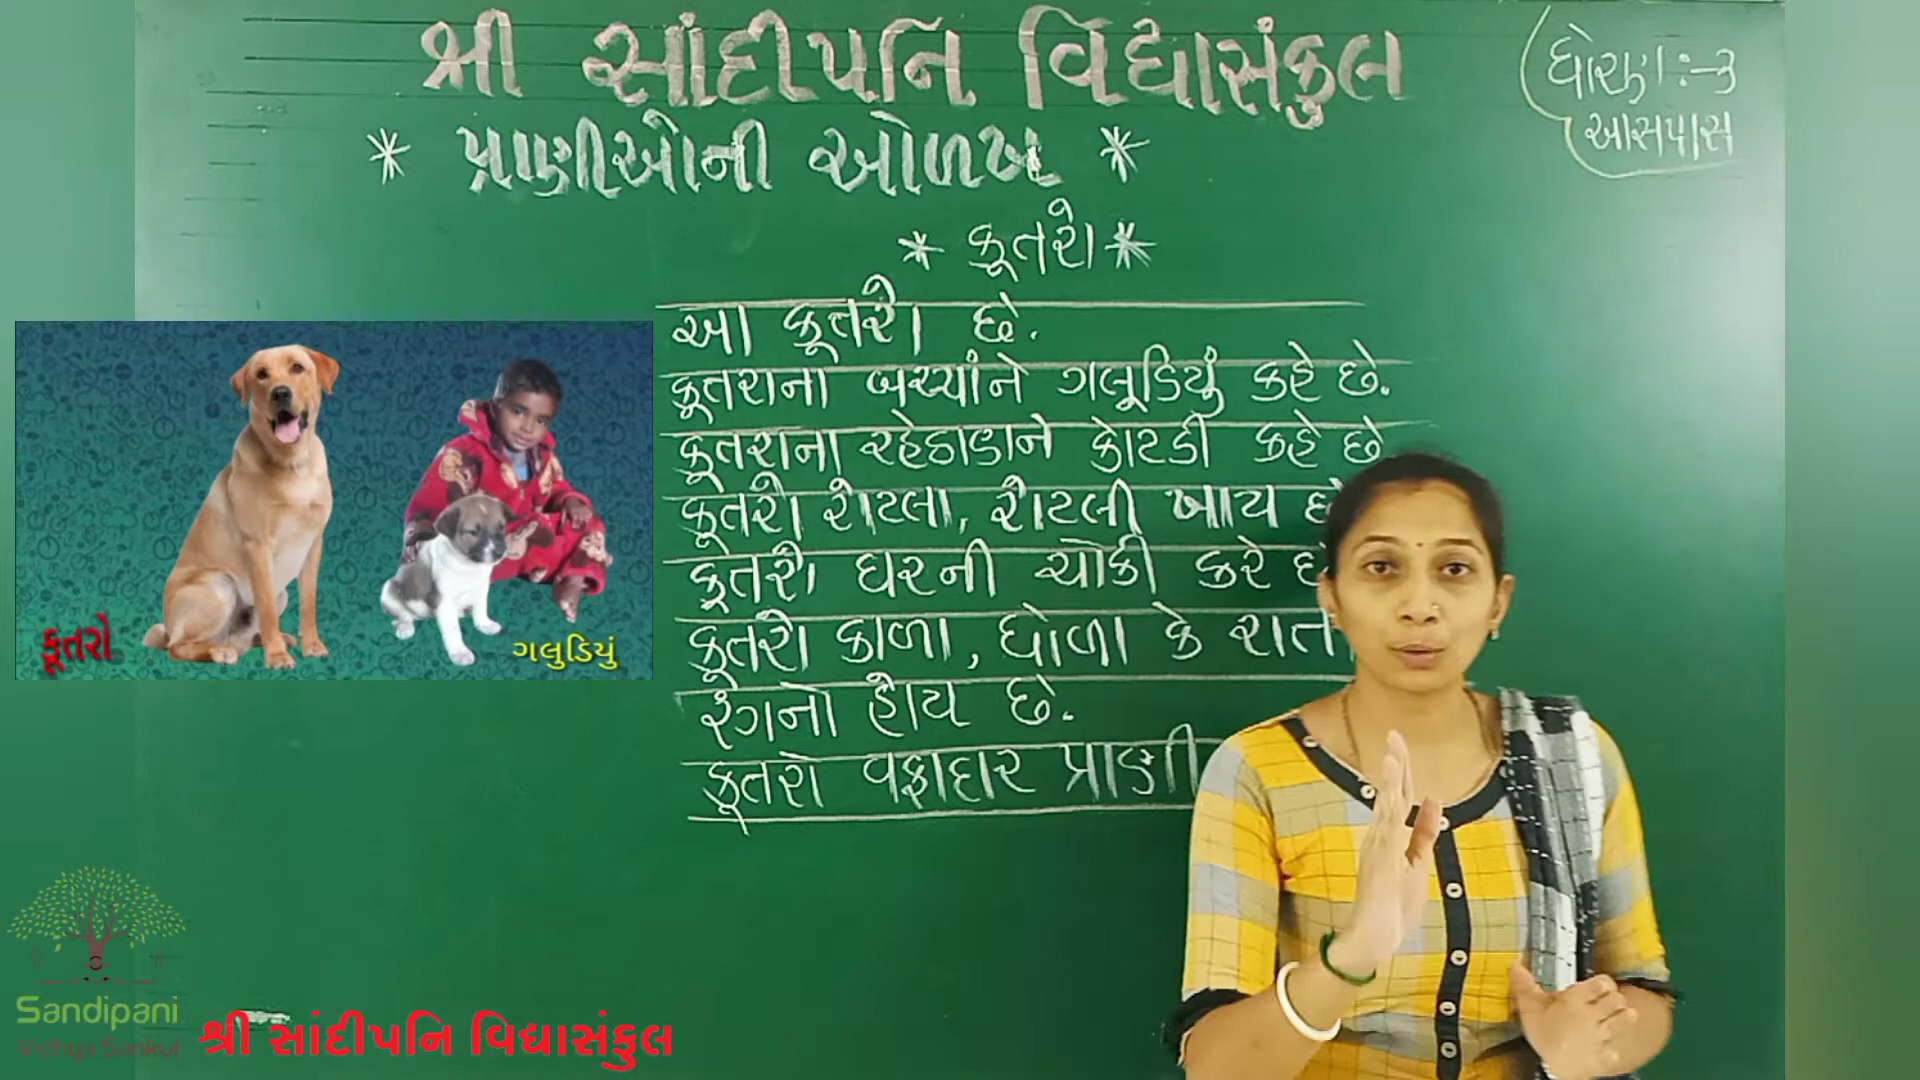 શ્રી સાંદીપનિ વિદ્યાસંકુલ
ધોરણ :-૩
આસપાસ
* પ્રાણીઓની ઓળખ *
* કૂતરો *
આ કૂતરો છે.
કૂતરાના બચ્ચાંને ગલૂડિયું કહે છે.
કૂતરાના રહેઠાણને કોટડી કહે છે
કૂતરો રોટલા, રોટલી ખાય
કૂતરો ઘરની ચોકી કરે
કૂતરો કાળા, ધોળા કે
રંગનો હોય છે.
કૂતરો વફાદાર પ્રાણી
કૂતરો
ગલુડિયું
Sandipani
Vidhya Sankul
શ્રી સાંદીપનિ વિદ્યાસંકુલ